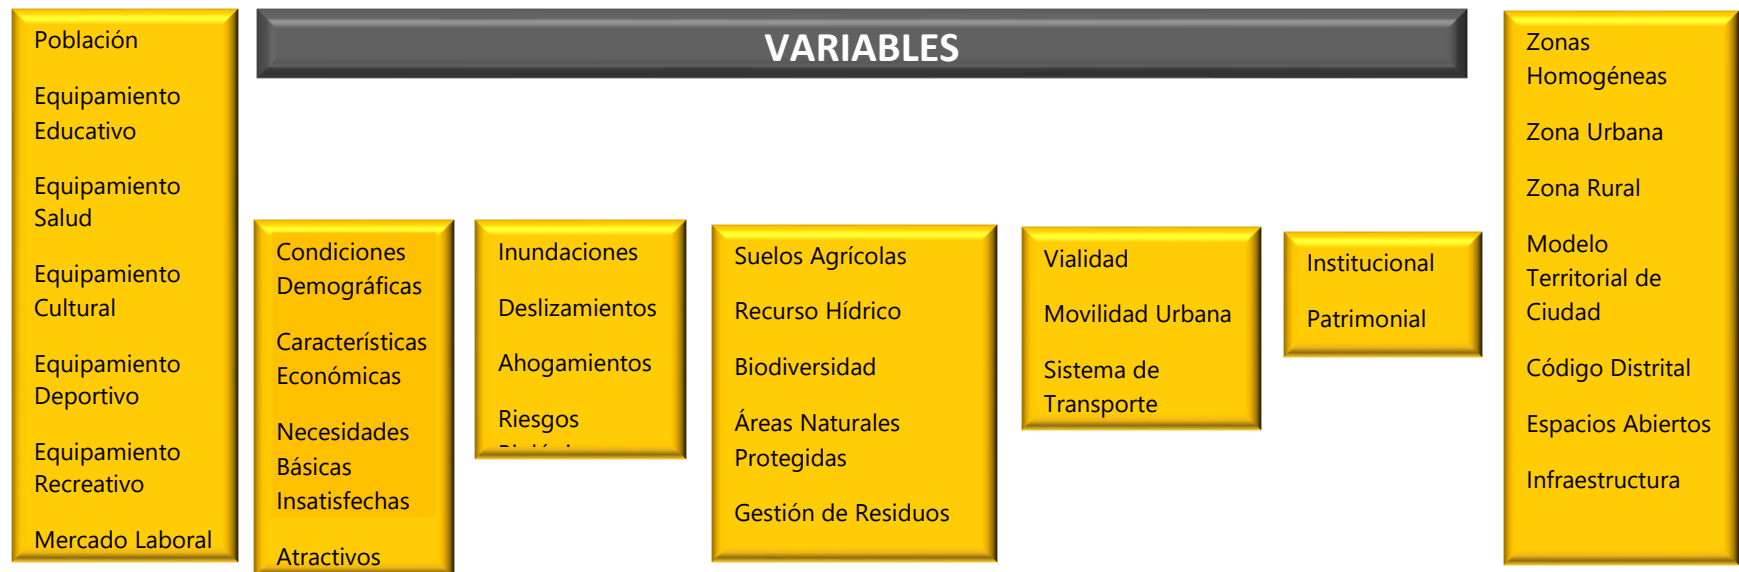 VARIABLES
Población
Equipamiento
Educativo
Equipamiento
Salud
Equipamiento
Cultural
Equipamiento
Deportivo
Equipamiento
Recreativo
Mercado Laboral
Condiciones
Demográficas
Características
Económicas
Necesidades
Básicas
Insatisfechas
Atractivos
Inundaciones
Deslizamientos
Ahogamientos
Riesgos
Suelos Agrícolas
Recurso Hídrico
Biodiversidad
Áreas Naturales
Protegidas
Gestión de Residuos
Vialidad
Movilidad Urbana
Sistema de
Transporte
Institucional
Patrimonial
Zonas
Homogéneas
Zona Urbana
Zona Rural
Modelo
Territorial de
Ciudad
Código Distrital
Espacios Abiertos
Infraestructura